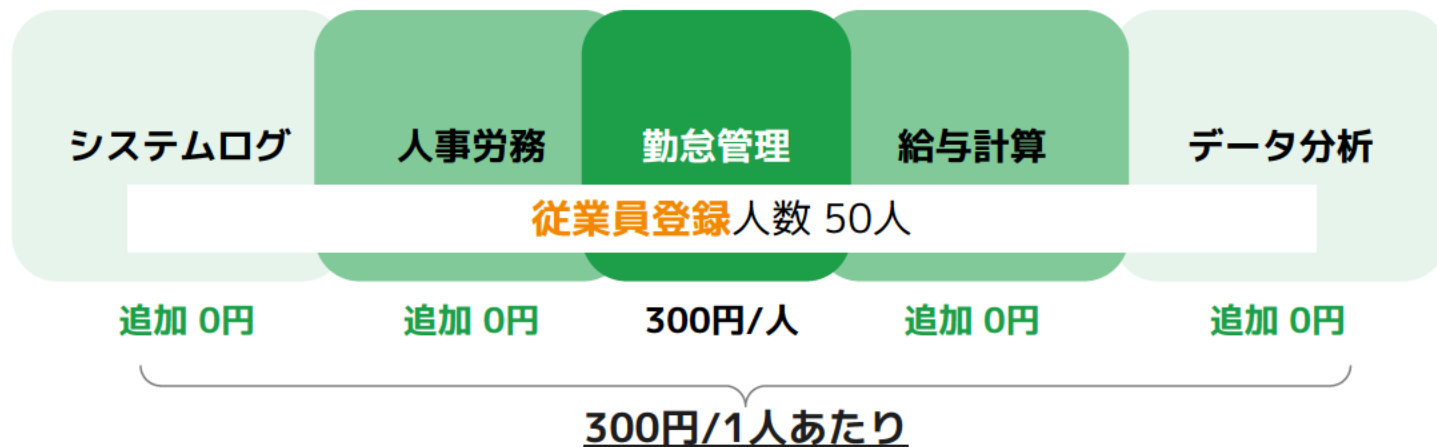 システムログ 人事労務 勤怠管理 給与計算 データ分析
従業員登録人数 50人
追加 0円 追加 0円 300円/人 追加 0円 追加 0円
300円/1人あたり